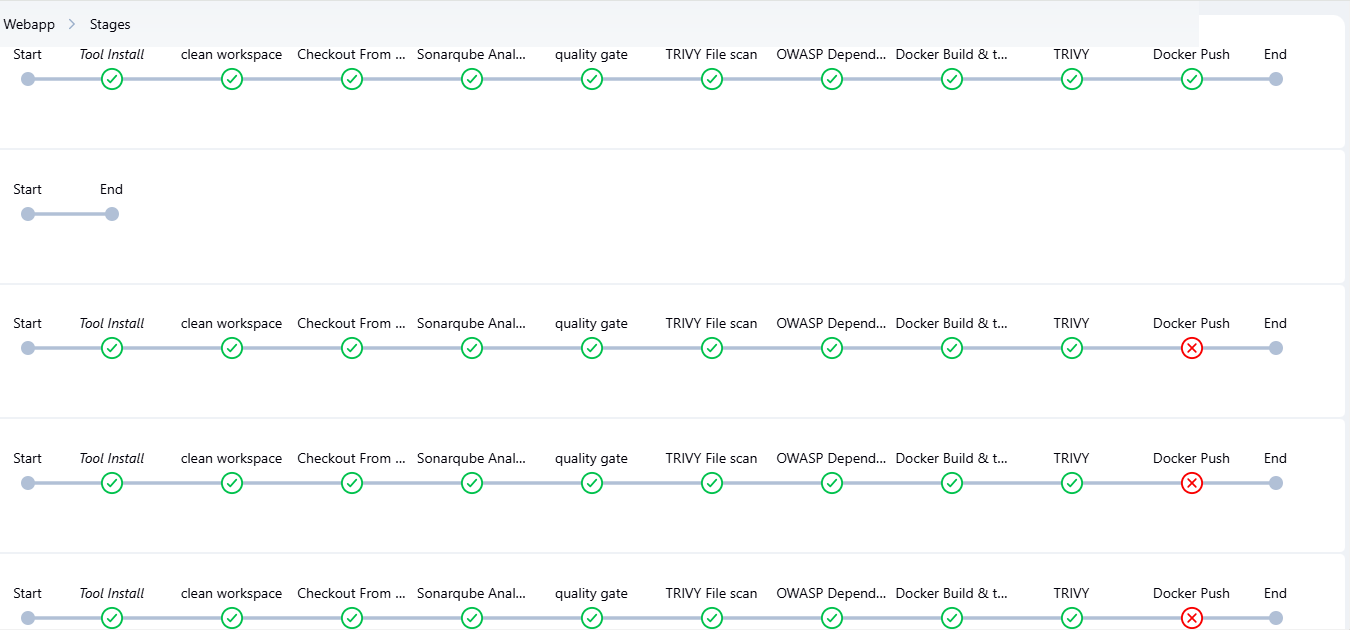 Webapp > Stages
Start Tool Install clean workspace Checkout From ... Sonarqube Anal... quality gate TRIVY File scan OWASP Depend... Docker Build & t... TRIVY Docker Push End
Start End
Start Tool Install clean workspace Checkout From ... Sonarqube Anal... quality gate TRIVY File scan OWASP Depend... Docker Build & t... TRIVY Docker Push End
Start Tool Install clean workspace Checkout From ... Sonarqube Anal... quality gate TRIVY File scan OWASP Depend... Docker Build & t... TRIVY Docker Push End
Start Tool Install clean workspace Checkout From ... Sonarqube Anal... quality gate TRIVY File scan OWASP Depend... Docker Build & t... TRIVY Docker Push End